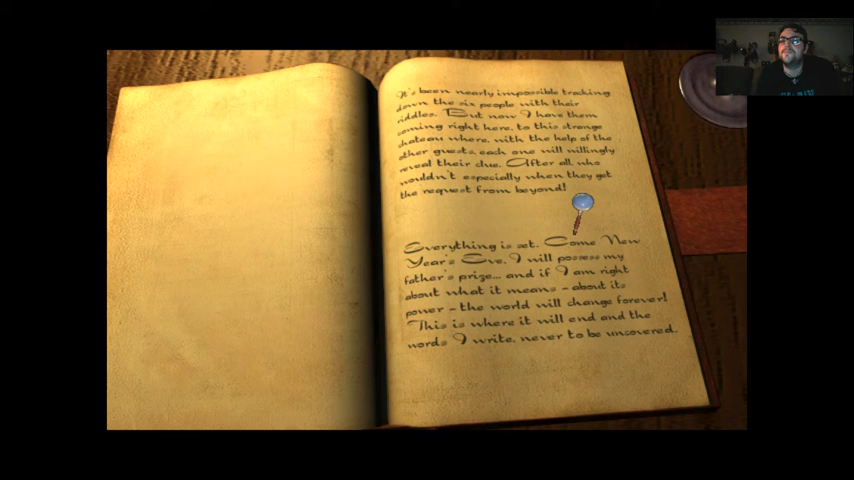 It's been nearly impossible tracking
down the six people with their
riddles. But now I have them
coming right here, to this strange
chateau where, with the help of the
other guests, each one will willingly
reveal their clue. After all, who
wouldn't especially when they get
the request from beyond!
Everything is set. Come New
Year's Eve, I will possess my
father's prize... and if I am right
about what it means - about its
power - the world will change forever!
This is where it will end and the
words I write, never to be uncovered.